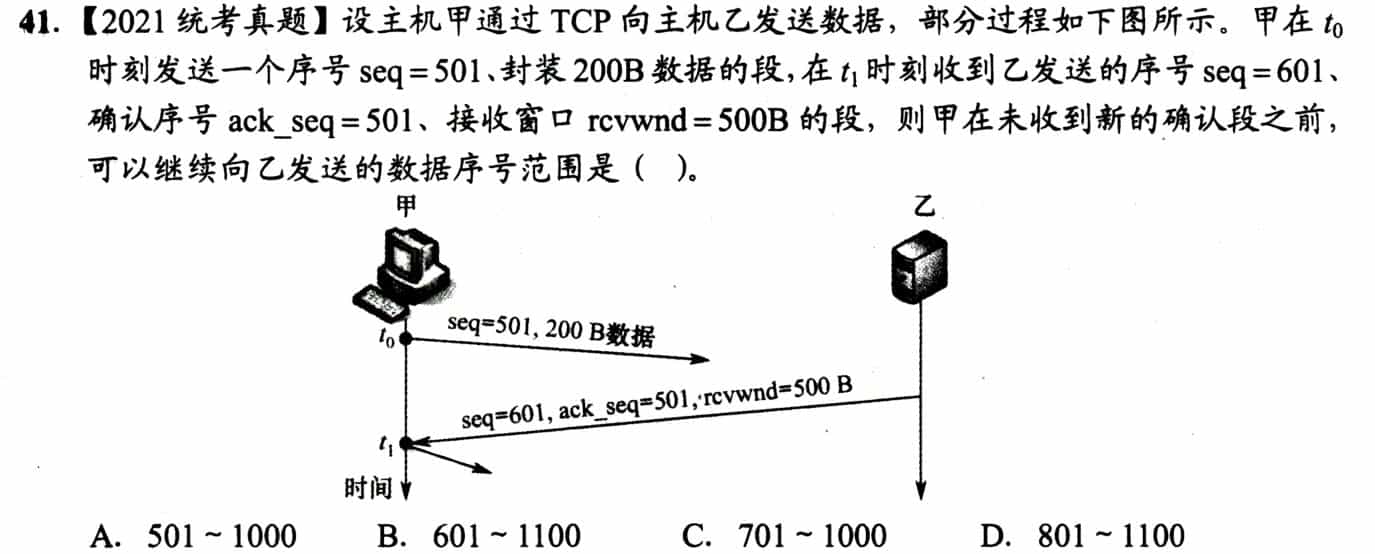 41.【2021 统考真题】设主机甲通过 TCP 向主机乙发送数据，部分过程如下图所示。甲在 t₀
时刻发送一个序号 seq=501、封装 200B 数据的段，在 t₁ 时刻收到乙发送的序号 seq=601、
确认序号 ack_seq=501、接收窗口 rcvwnd=500B 的段，则甲在未收到新的确认段之前，
可以继续向乙发送的数据序号范围是（ ）。
甲
乙
seq=501, 200 B数据
t₀
seq=601, ack_seq=501, rcvwnd=500 B
t₁
时间
A. 501 ~ 1000 B. 601 ~ 1100 C. 701 ~ 1000 D. 801 ~ 1100